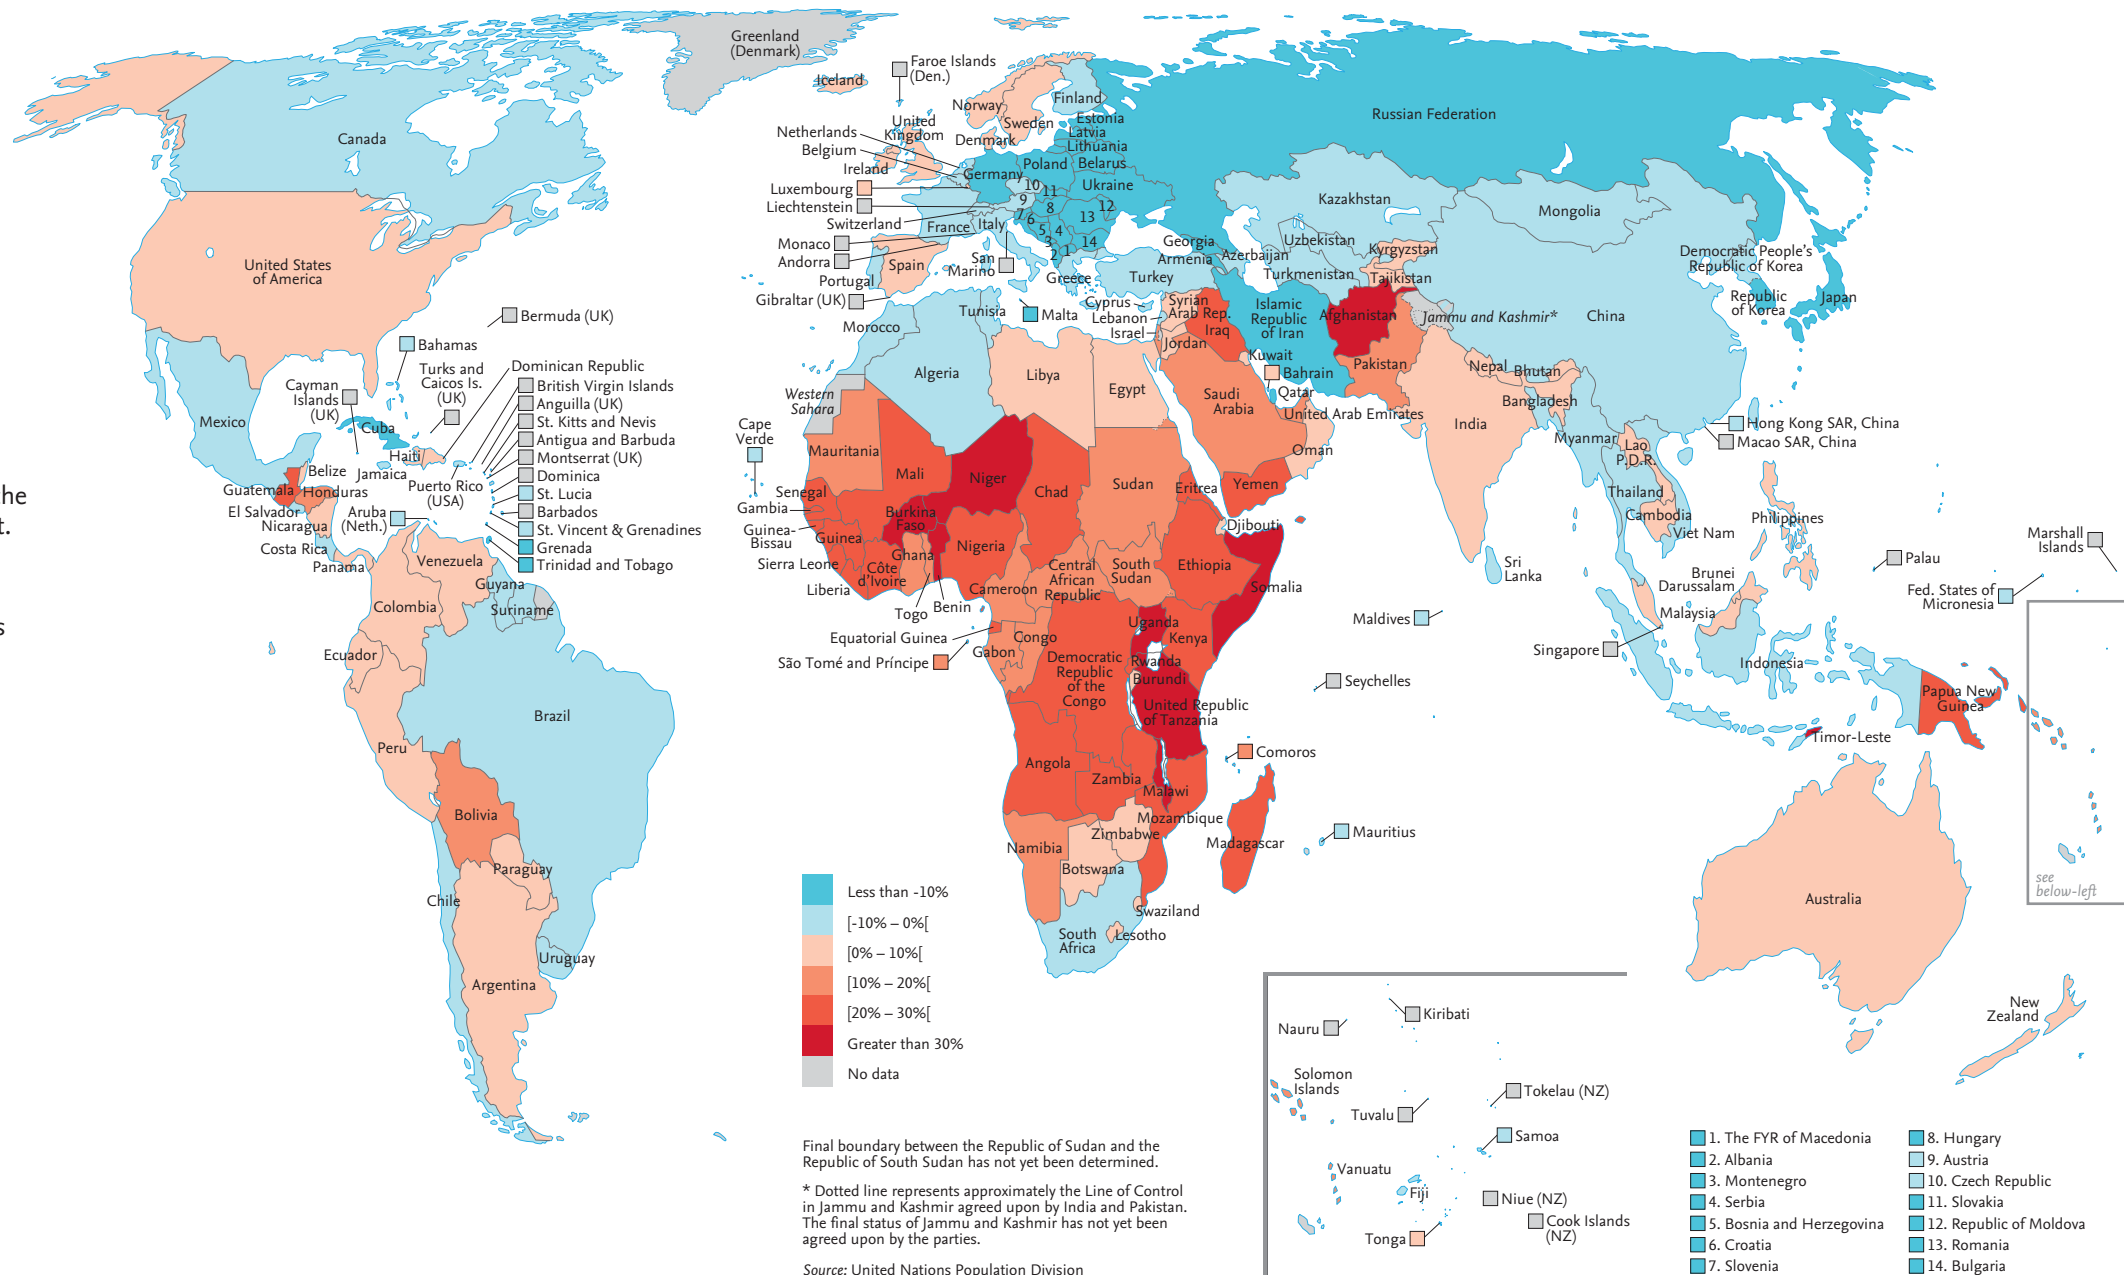 he
t.
s
Greenland
(Denmark)
Iceland
Faroe Islands
(Den.)
Canada
United States
of America
Mexico
Bermuda (UK)
Bahamas
Cayman
Islands
(UK)
Turks and
Caicos Is.
(UK)
Cuba
Haiti
Jamaica
Puerto Rico
(USA)
Dominican Republic
British Virgin Islands
Anguilla (UK)
St. Kitts and Nevis
Antigua and Barbuda
Montserrat (UK)
Dominica
St. Lucia
Barbados
St. Vincent & Grenadines
Grenada
Trinidad and Tobago
Belize
Guatemala
Honduras
El Salvador
Nicaragua
Costa Rica
Panama
Aruba
(Neth.)
Venezuela
Guyana
Suriname
Colombia
Ecuador
Peru
Brazil
Bolivia
Paraguay
Chile
Argentina
Uruguay
Norway
Sweden
Finland
Denmark
Estonia
Latvia
Lithuania
United
Kingdom
Netherlands
Belgium
Ireland
Luxembourg
Liechtenstein
Switzerland
Monaco
Andorra
Portugal
Gibraltar (UK)
Spain
France
Italy
San
Marino
Germany
Poland
Belarus
Ukraine
10
11
9
8
7
6
5
4
3
2
1
12
13
14
Greece
Malta
Turkey
Cyprus
Lebanon
Israel
Syrian
Arab Rep.
Iraq
Jordan
Georgia
Armenia
Azerbaijan
Russian Federation
Kazakhstan
Uzbekistan
Turkmenistan
Kyrgyzstan
Tajikistan
Mongolia
China
Democratic People's
Republic of Korea
Republic
of Korea
Japan
Islamic
Republic
of Iran
Afghanistan
Jammu and Kashmir*
Pakistan
Kuwait
Bahrain
Qatar
United Arab Emirates
Saudi
Arabia
Oman
Yemen
Nepal
Bhutan
Bangladesh
India
Sri
Lanka
Maldives
Myanmar
Lao
P.D.R.
Thailand
Cambodia
Viet Nam
Hong Kong SAR, China
Macao SAR, China
Philippines
Brunei
Darussalam
Malaysia
Singapore
Indonesia
Timor-Leste
Papua New
Guinea
Palau
Fed. States of
Micronesia
Marshall
Islands
Australia
New
Zealand
see
below-left
Morocco
Tunisia
Algeria
Libya
Egypt
Western
Sahara
Cape
Verde
Mauritania
Mali
Niger
Chad
Sudan
Eritrea
Djibouti
Senegal
Gambia
Guinea-
Bissau
Guinea
Sierra Leone
Liberia
Côte
d'Ivoire
Burkina
Faso
Ghana
Togo
Benin
Nigeria
Cameroon
Central
African
Republic
South
Sudan
Ethiopia
Somalia
Equatorial Guinea
São Tomé and Príncipe
Gabon
Congo
Democratic
Republic
of the
Congo
Uganda
Kenya
Rwanda
Burundi
United Republic
of Tanzania
Seychelles
Comoros
Angola
Zambia
Malawi
Mozambique
Zimbabwe
Namibia
Botswana
Madagascar
Mauritius
Swaziland
Lesotho
South
Africa
Less than -10%
[-10% – 0%[
[0% – 10%[
[10% – 20%[
[20% – 30%[
Greater than 30%
No data
Final boundary between the Republic of Sudan and the
Republic of South Sudan has not yet been determined.
* Dotted line represents approximately the Line of Control
in Jammu and Kashmir agreed upon by India and Pakistan.
The final status of Jammu and Kashmir has not yet been
agreed upon by the parties.
Source: United Nations Population Division
Nauru
Kiribati
Solomon
Islands
Tuvalu
Tokelau (NZ)
Samoa
Vanuatu
Fiji
Niue (NZ)
Cook Islands
(NZ)
Tonga
1. The FYR of Macedonia
2. Albania
3. Montenegro
4. Serbia
5. Bosnia and Herzegovina
6. Croatia
7. Slovenia
8. Hungary
9. Austria
10. Czech Republic
11. Slovakia
12. Republic of Moldova
13. Romania
14. Bulgaria